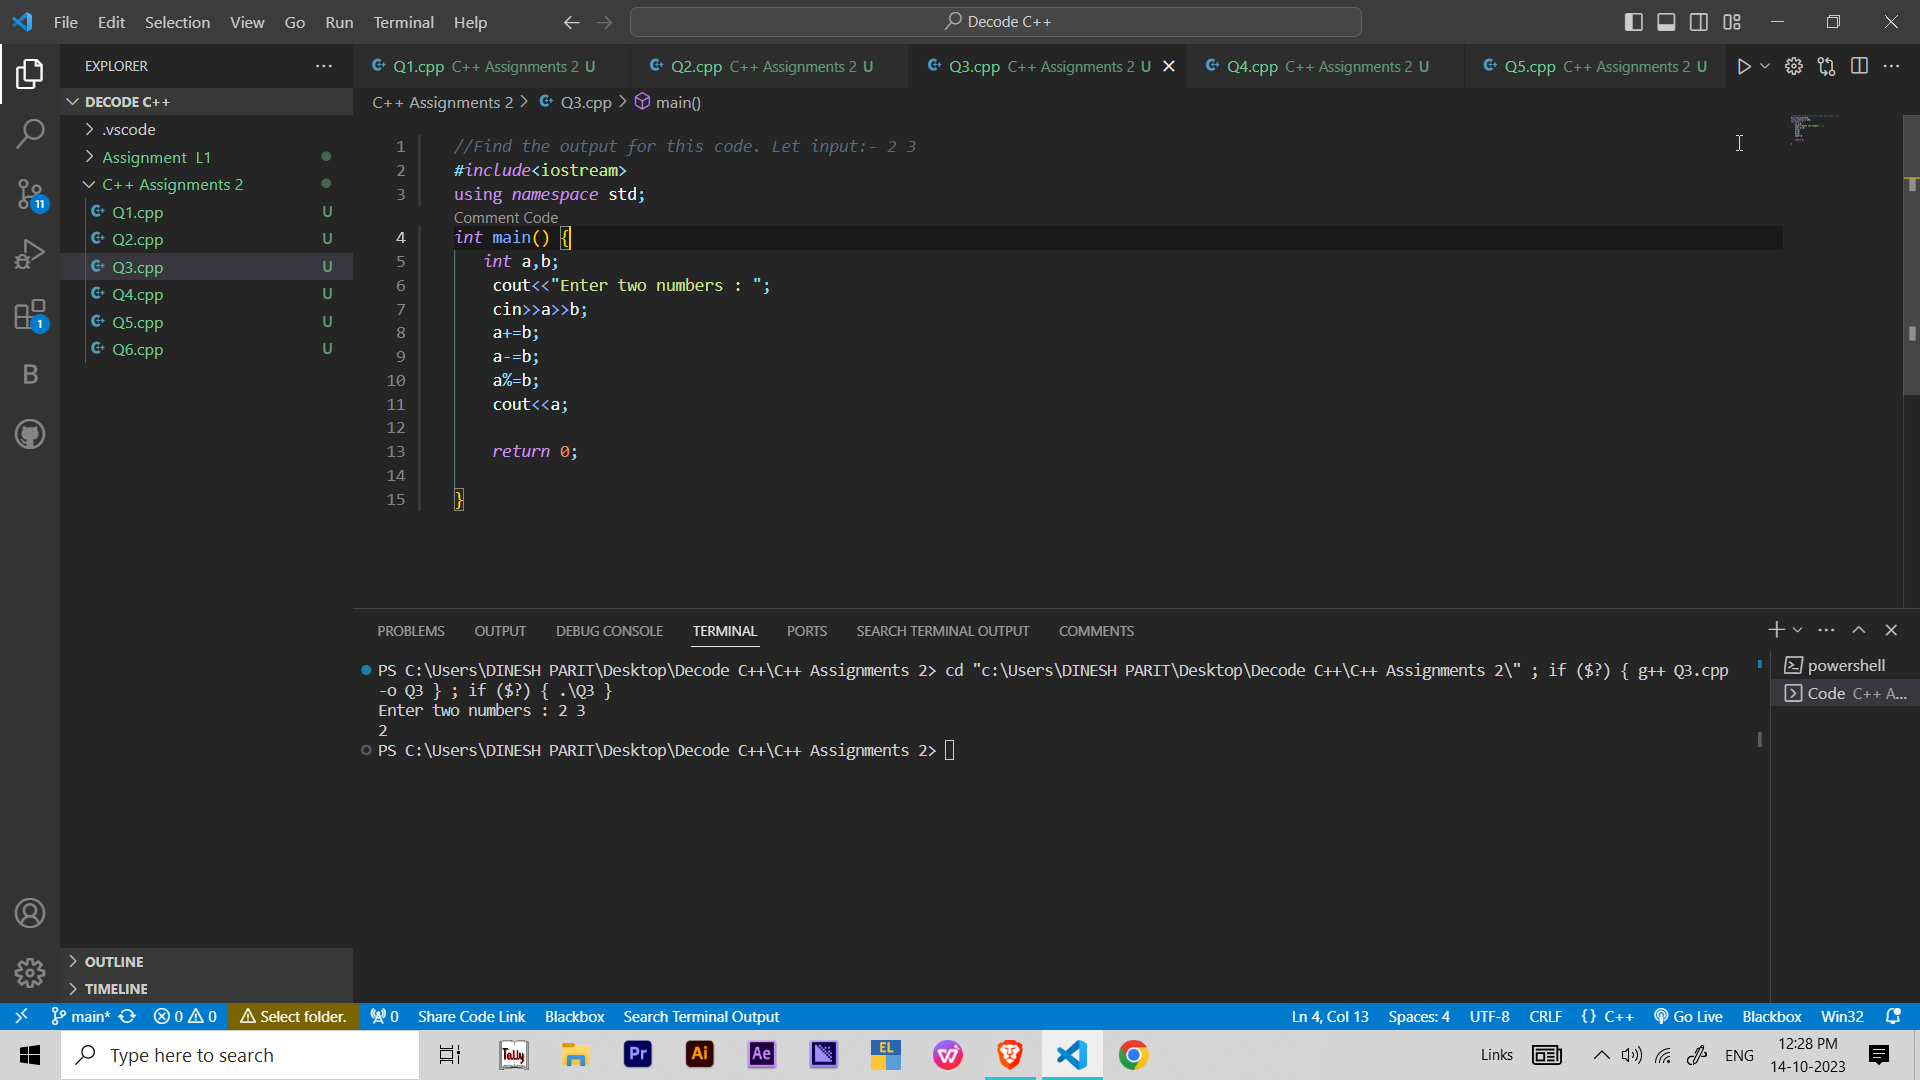 File Edit Selection View Go Run Terminal Help
Decode C++
EXPLORER
DECODE C++
.vscode
Assignment L1
C++ Assignments 2
Q1.cpp U
Q2.cpp U
Q3.cpp U
Q4.cpp U
Q5.cpp U
Q6.cpp U
11
1
B
OUTLINE
TIMELINE
Q1.cpp C++ Assignments 2 U
Q2.cpp C++ Assignments 2 U
Q3.cpp C++ Assignments 2 U
Q4.cpp C++ Assignments 2 U
Q5.cpp C++ Assignments 2 U
C++ Assignments 2 > Q3.cpp > main()
1 //Find the output for this code. Let input:- 2 3
2 #include<iostream>
3 using namespace std;
Comment Code
4 int main() {
5 int a,b;
6 cout<<"Enter two numbers : ";
7 cin>>a>>b;
8 a+=b;
9 a-=b;
10 a%=b;
11 cout<<a;
12
13 return 0;
14
15 }
PROBLEMS OUTPUT DEBUG CONSOLE TERMINAL PORTS SEARCH TERMINAL OUTPUT COMMENTS
PS C:\Users\DINESH PARIT\Desktop\Decode C++\C++ Assignments 2> cd "c:\Users\DINESH PARIT\Desktop\Decode C++\C++ Assignments 2\" ; if ($?) { g++ Q3.cpp
-o Q3 } ; if ($?) { .\Q3 }
Enter two numbers : 2 3
2
PS C:\Users\DINESH PARIT\Desktop\Decode C++\C++ Assignments 2>
powershell
Code C++ A...
main* 0 0 Select folder. 0 Share Code Link Blackbox Search Terminal Output Ln 4, Col 13 Spaces: 4 UTF-8 CRLF {} C++ Go Live Blackbox Win32
Type here to search
Tally Pr Ai Ae EL
Links ENG
12:28 PM
14-10-2023